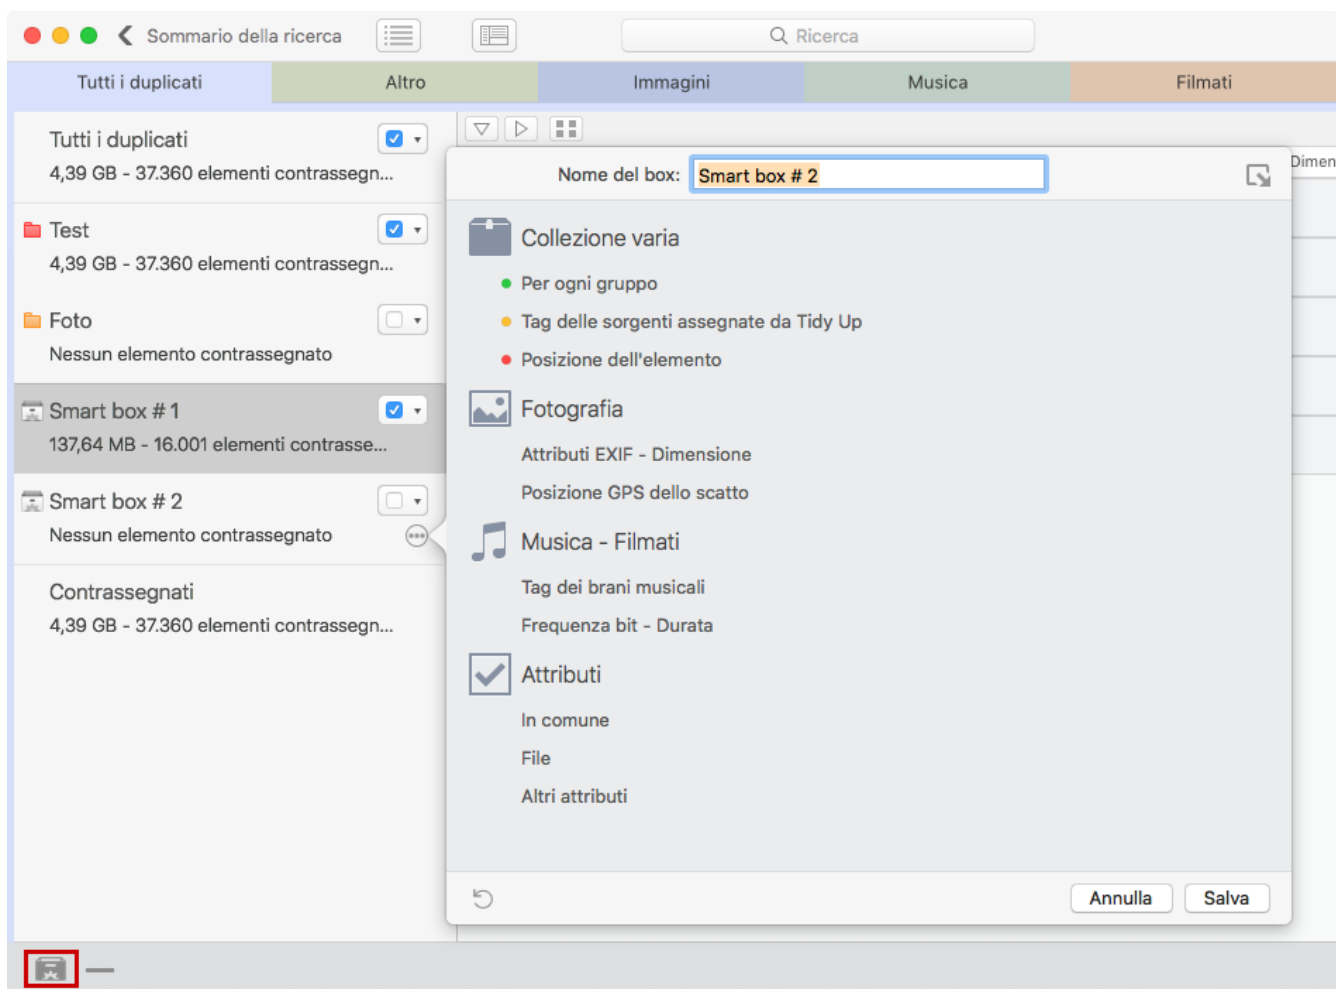 Sommario della ricerca
Ricerca
Tutti i duplicati
Altro
Immagini
Musica
Filmati
Tutti i duplicati
4,39 GB - 37.360 elementi contrassegn...
Test
4,39 GB - 37.360 elementi contrassegn...
Foto
Nessun elemento contrassegnato
Smart box # 1
137,64 MB - 16.001 elementi contrasse...
Smart box # 2
Nessun elemento contrassegnato
Contrassegnati
4,39 GB - 37.360 elementi contrassegn...
Dimen
Nome del box: Smart box # 2
Collezione varia
Per ogni gruppo
Tag delle sorgenti assegnate da Tidy Up
Posizione dell'elemento
Fotografia
Attributi EXIF - Dimensione
Posizione GPS dello scatto
Musica - Filmati
Tag dei brani musicali
Frequenza bit - Durata
Attributi
In comune
File
Altri attributi
Annulla
Salva